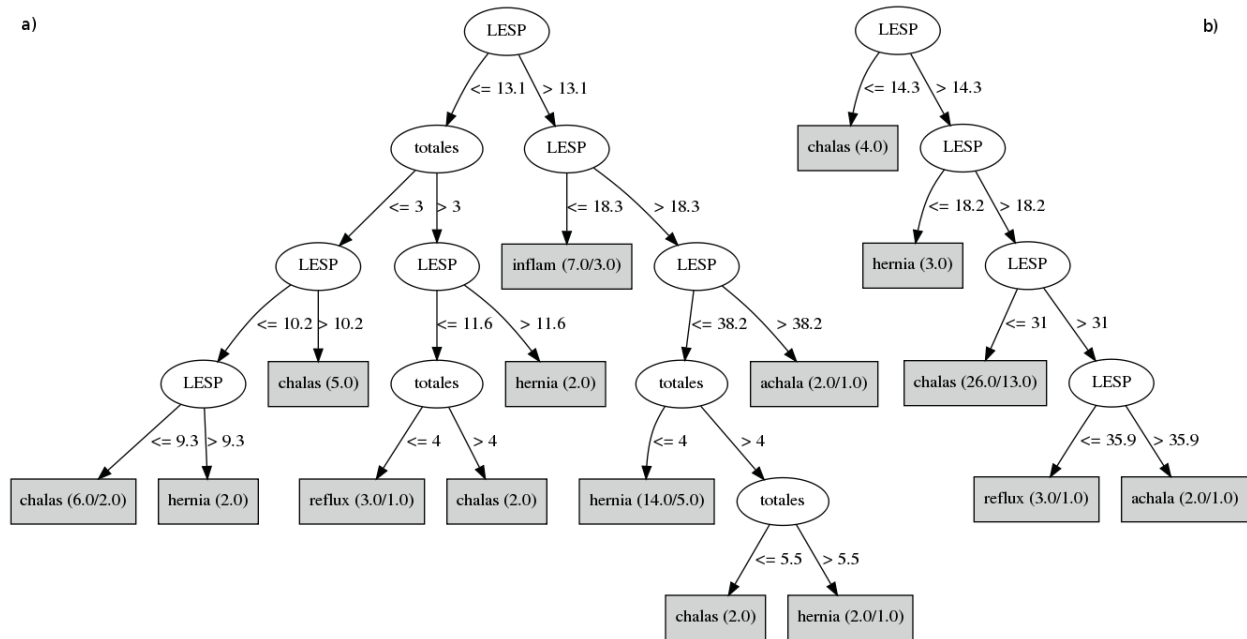 a)
LESP
<= 13.1
> 13.1
totales
LESP
<= 3
> 3
<= 18.3
> 18.3
LESP
LESP
inflam (7.0/3.0)
LESP
<= 10.2
> 10.2
<= 11.6
> 11.6
<= 38.2
> 38.2
LESP
chalas (5.0)
totales
hernia (2.0)
totales
achala (2.0/1.0)
<= 9.3
> 9.3
<= 4
> 4
<= 4
> 4
chalas (6.0/2.0)
hernia (2.0)
reflux (3.0/1.0)
chalas (2.0)
hernia (14.0/5.0)
totales
<= 5.5
> 5.5
chalas (2.0)
hernia (2.0/1.0)
b)
LESP
<= 14.3
> 14.3
chalas (4.0)
LESP
<= 18.2
> 18.2
hernia (3.0)
LESP
<= 31
> 31
chalas (26.0/13.0)
LESP
<= 35.9
> 35.9
reflux (3.0/1.0)
achala (2.0/1.0)